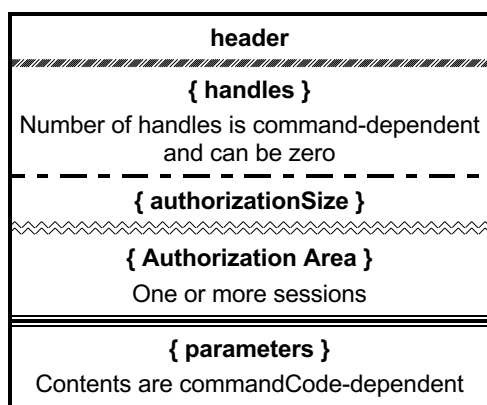 header
{ handles }
Number of handles is command-dependent
and can be zero
{ authorizationSize }
{ Authorization Area }
One or more sessions
{ parameters }
Contents are commandCode-dependent